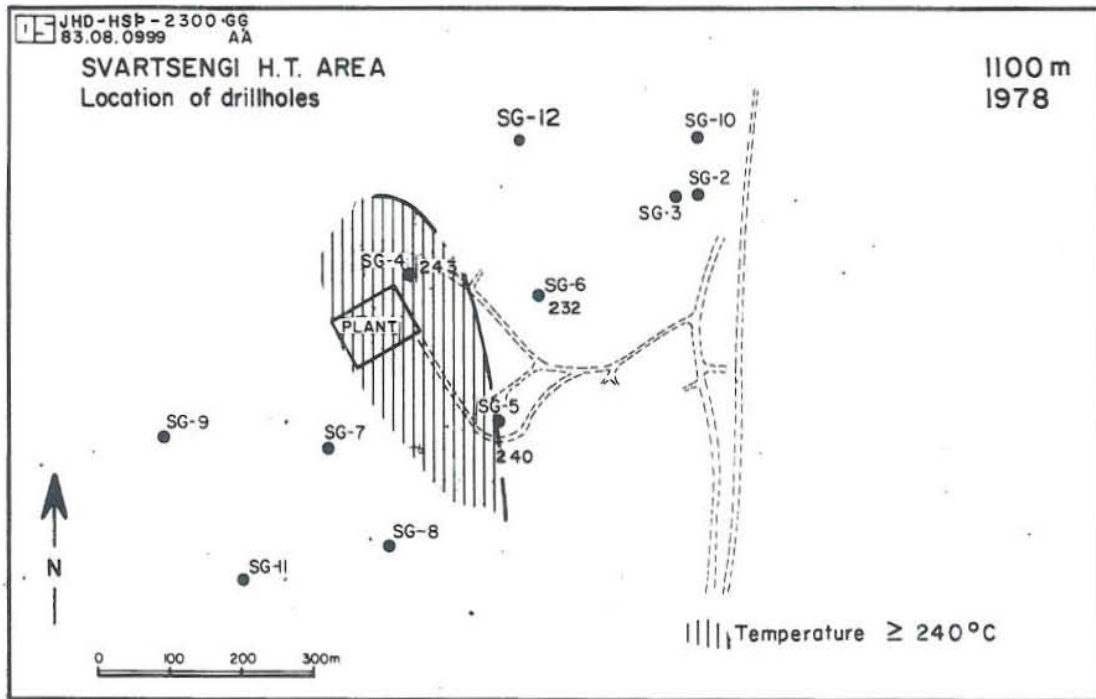 JHD-HSÞ-2300 GG
83.08.0999 AA
SVARTSENGI H.T. AREA
Location of drillholes
1100 m
1978
SG-12
SG-10
SG-2
SG-3
SG-4 243
SG-6
232
PLANT
SG-5
240
SG-9
SG-7
SG-8
SG-11
N
Temperature ≥ 240°C
0 100 200 300m